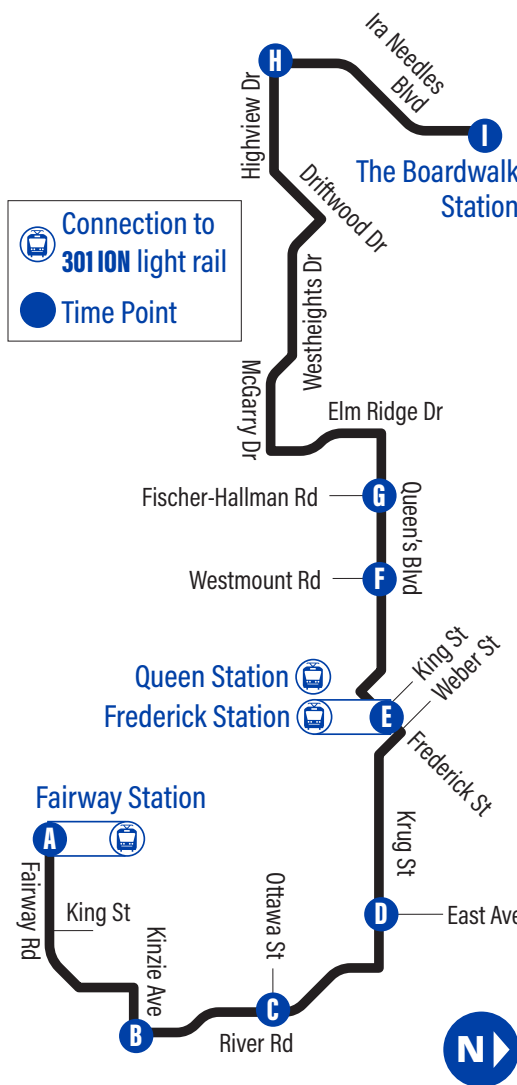 Ira Needles
Blvd
H
Highview Dr
I
The Boardwalk
Station
Driftwood Dr
Connection to
301 ION light rail
Time Point
Westheights Dr
McGarry Dr
Elm Ridge Dr
Fischer-Hallman Rd
G
Queen's Blvd
Westmount Rd
F
King St
Weber St
Queen Station
Frederick Station
E
Frederick St
Fairway Station
A
Krug St
Fairway Rd
King St
Ottawa St
D
East Ave
Kinzie Ave
B
C
River Rd
N